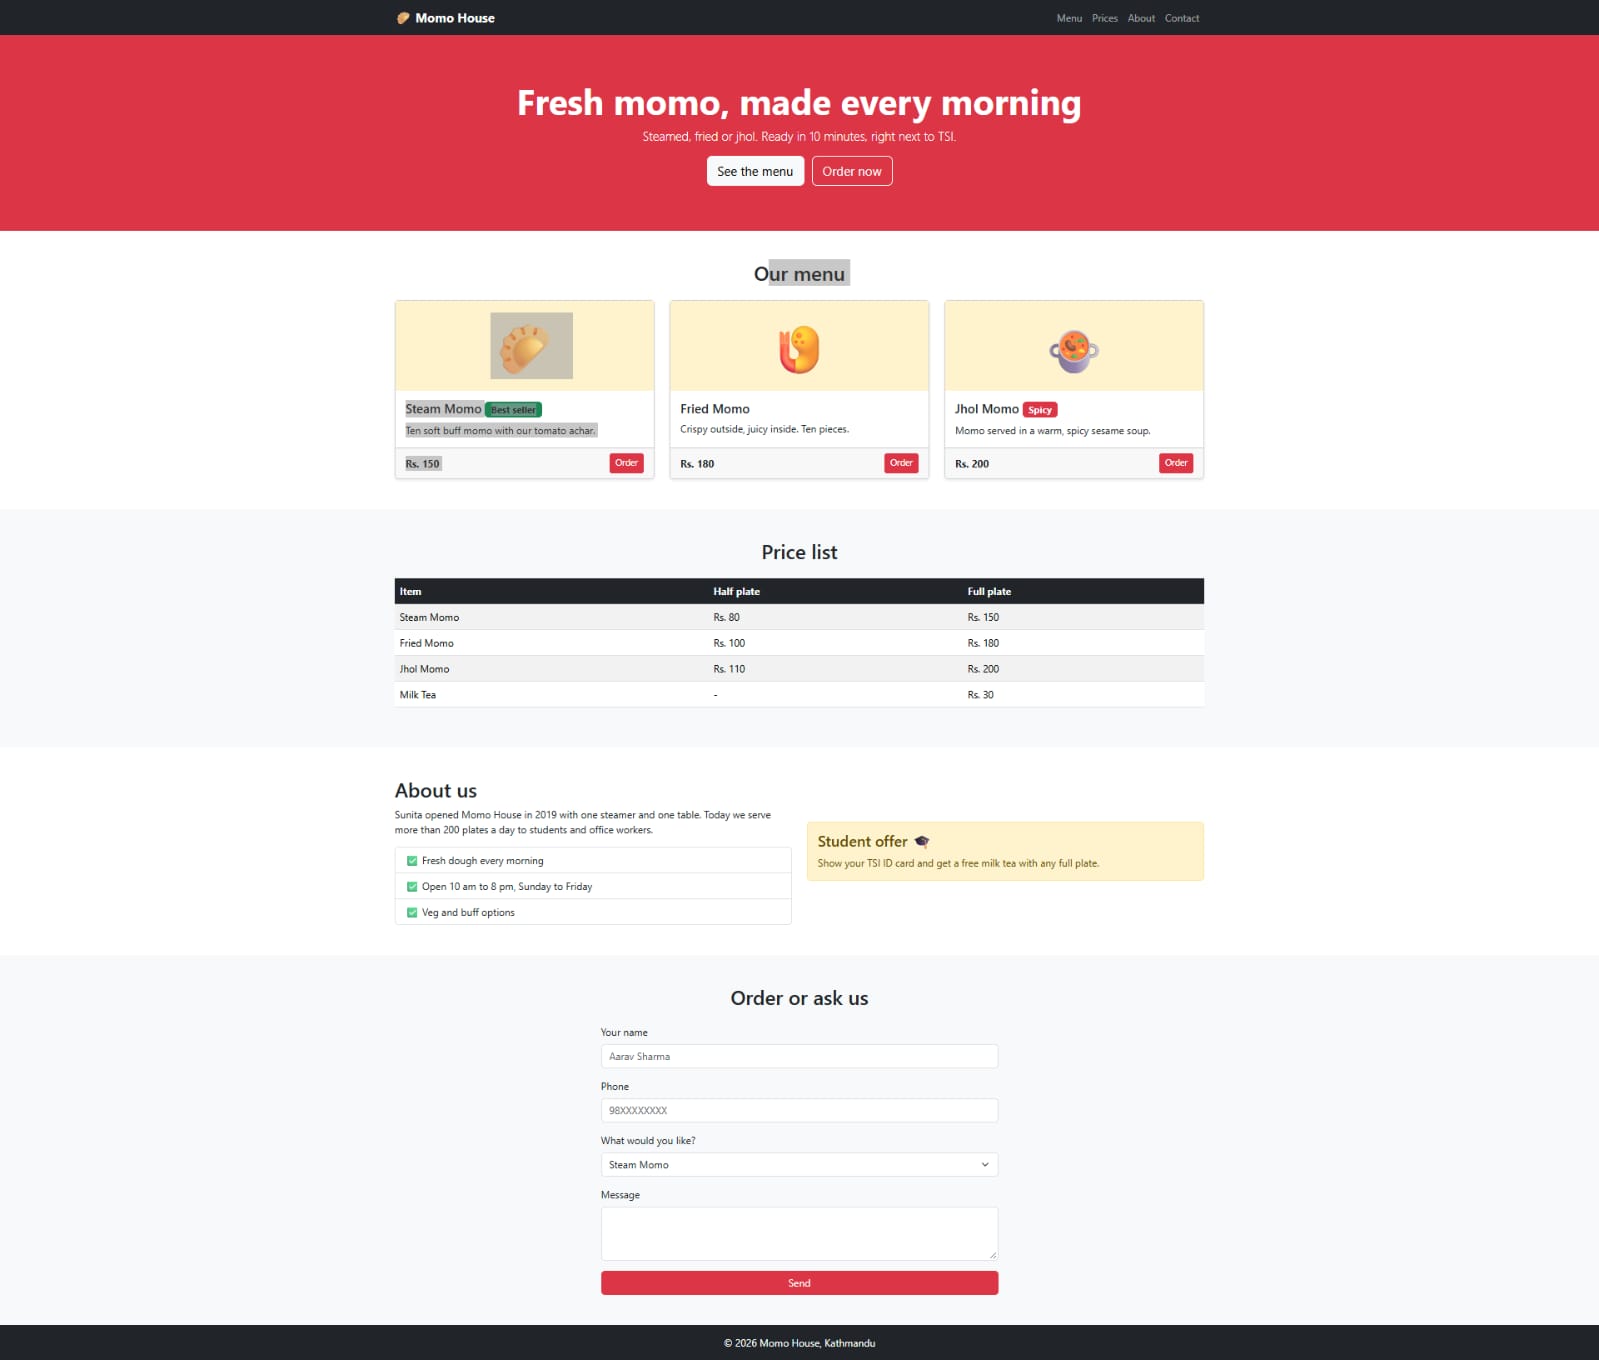 Momo House
Menu Prices About Contact
Fresh momo, made every morning
Steamed, fried or jhol. Ready in 10 minutes, right next to TSI.
See the menu Order now
Our menu
Steam Momo Best seller
Ten soft buff momo with our tomato achar.
Rs. 150 Order
Fried Momo
Crispy outside, juicy inside. Ten pieces.
Rs. 180 Order
Jhol Momo Spicy
Momo served in a warm, spicy sesame soup.
Rs. 200 Order
Price list
Item Half plate Full plate
Steam Momo Rs. 80 Rs. 150
Fried Momo Rs. 100 Rs. 180
Jhol Momo Rs. 110 Rs. 200
Milk Tea - Rs. 30
About us
Sunita opened Momo House in 2019 with one steamer and one table. Today we serve
more than 200 plates a day to students and office workers.
Fresh dough every morning
Open 10 am to 8 pm, Sunday to Friday
Veg and buff options
Student offer
Show your TSI ID card and get a free milk tea with any full plate.
Order or ask us
Your name
Aarav Sharma
Phone
98XXXXXXXX
What would you like?
Steam Momo
Message
Send
© 2026 Momo House, Kathmandu